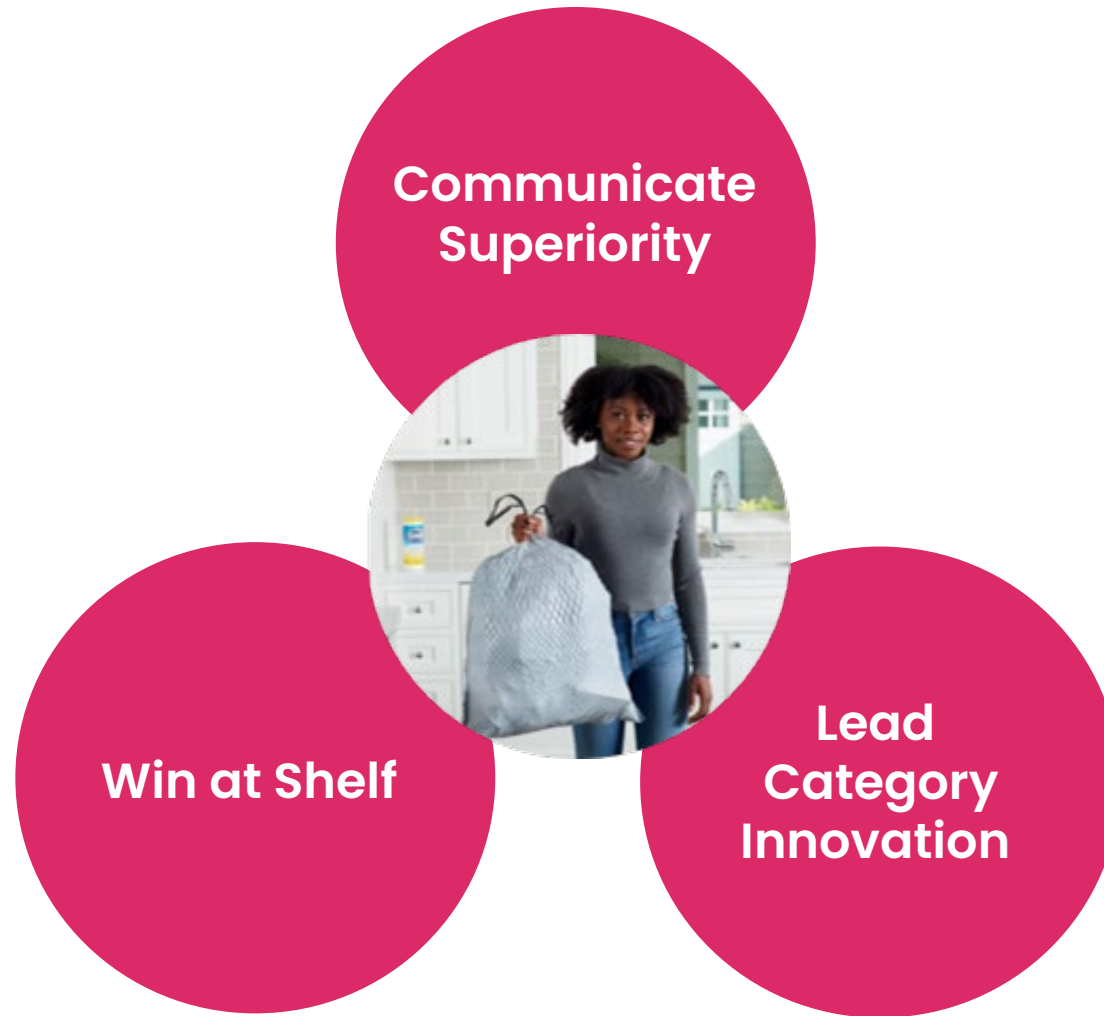 Communicate
Superiority
Win at Shelf
Lead
Category
Innovation